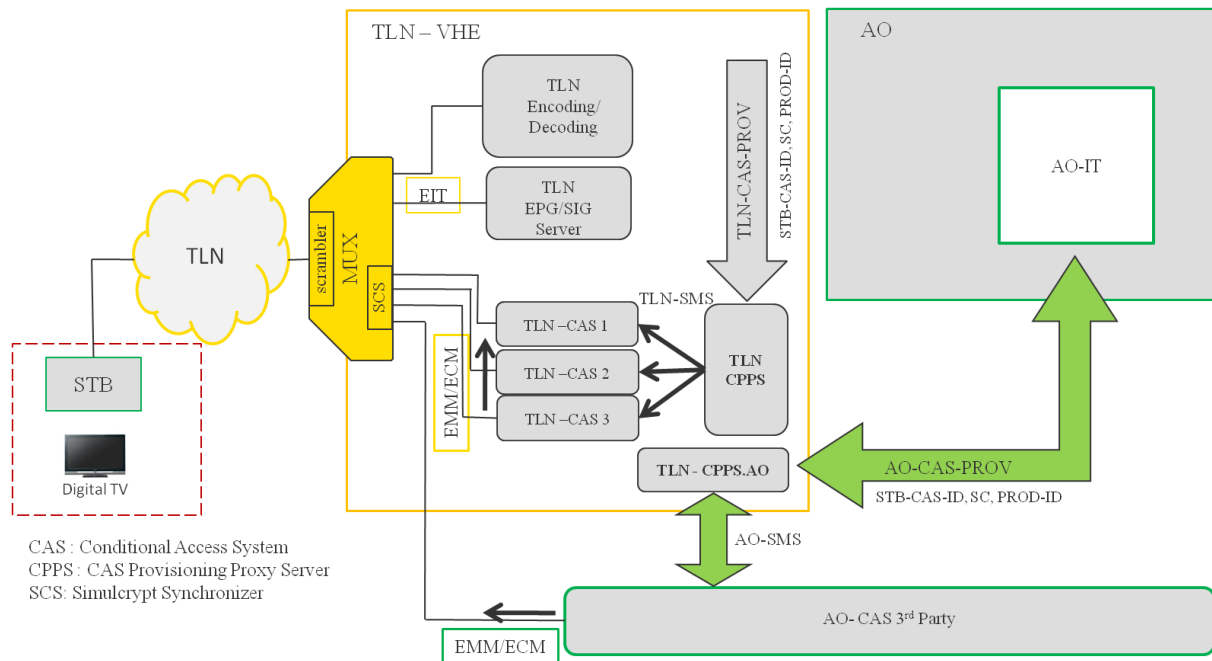 TLN – VHE
AO
TLN
Encoding/
Decoding
TLN-CAS-PROV
STB-CAS-ID, SC, PROD-ID
AO-IT
EIT
TLN
EPG/SIG
Server
TLN
scrambler
MUX
SCS
TLN-SMS
TLN –CAS 1
TLN –CAS 2
TLN –CAS 3
TLN
CPPS
EMM/ECM
STB
Digital TV
TLN- CPPS.AO
AO-CAS-PROV
STB-CAS-ID, SC, PROD-ID
AO-SMS
CAS : Conditional Access System
CPPS : CAS Provisioning Proxy Server
SCS: Simulcrypt Synchronizer
AO- CAS 3rd Party
EMM/ECM